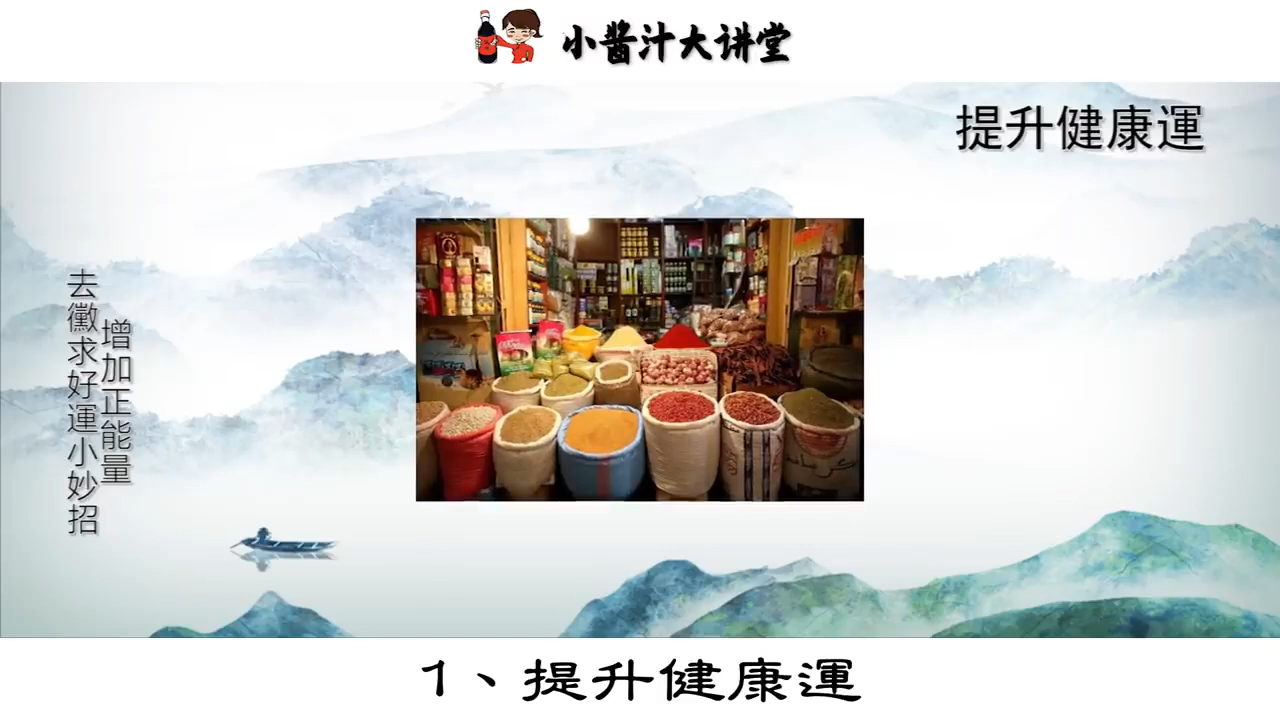 小酱汁大讲堂
提升健康運
去黴求好運小妙招
增加正能量
1、提升健康運